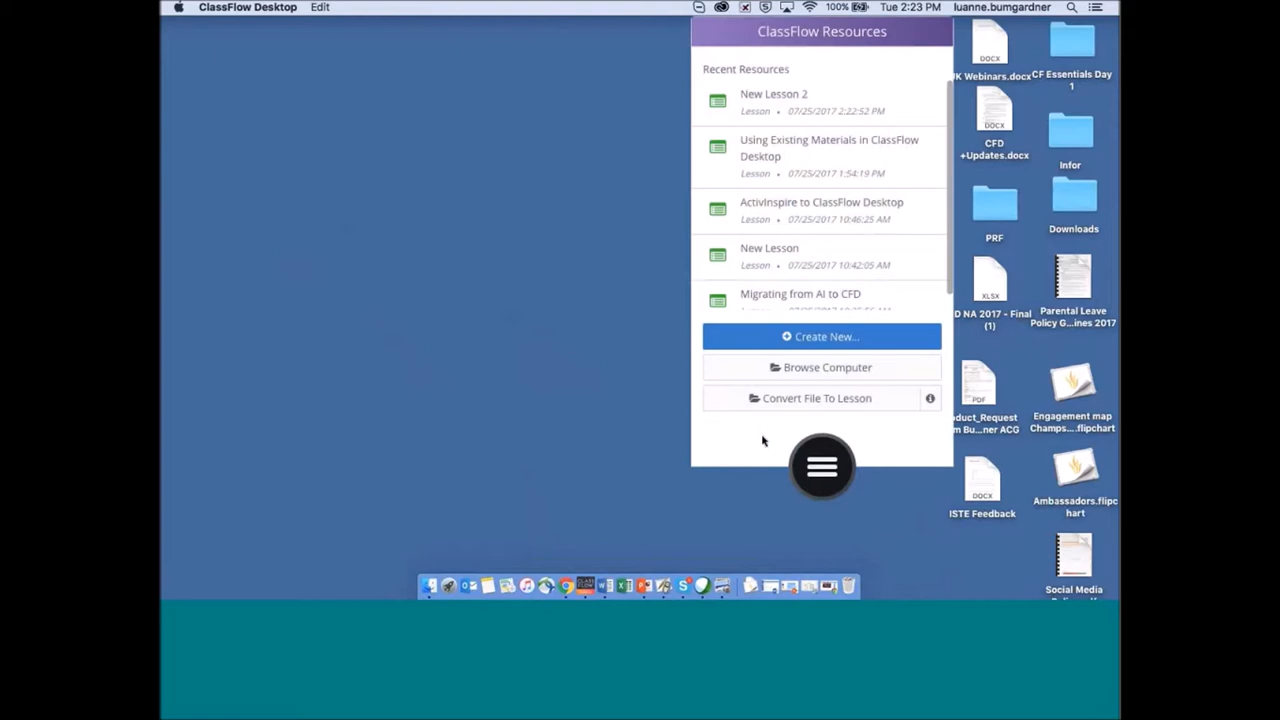 ClassFlow Desktop Edit
100% Tue 2:23 PM luanne.bumgardner
ClassFlow Resources
Recent Resources
New Lesson 2
Lesson • 07/25/2017 2:22:52 PM
Using Existing Materials in ClassFlow
Desktop
Lesson • 07/25/2017 1:54:19 PM
ActivInspire to ClassFlow Desktop
Lesson • 07/25/2017 10:46:25 AM
New Lesson
Lesson • 07/25/2017 10:42:05 AM
Migrating from AI to CFD
Create New...
Browse Computer
Convert File To Lesson
DOCX
K Webinars.docx
CF Essentials Day
1
DOCX
CFD
+Updates.docx
Infor
PRF
Downloads
XLSX
D NA 2017 - Final
(1)
Parental Leave
Policy G...ines 2017
PDF
oduct_Request
m Bu...ner ACG
Engagement map
Champs....flipchart
DOCX
ISTE Feedback
Ambassadors.flipc
hart
Social Media